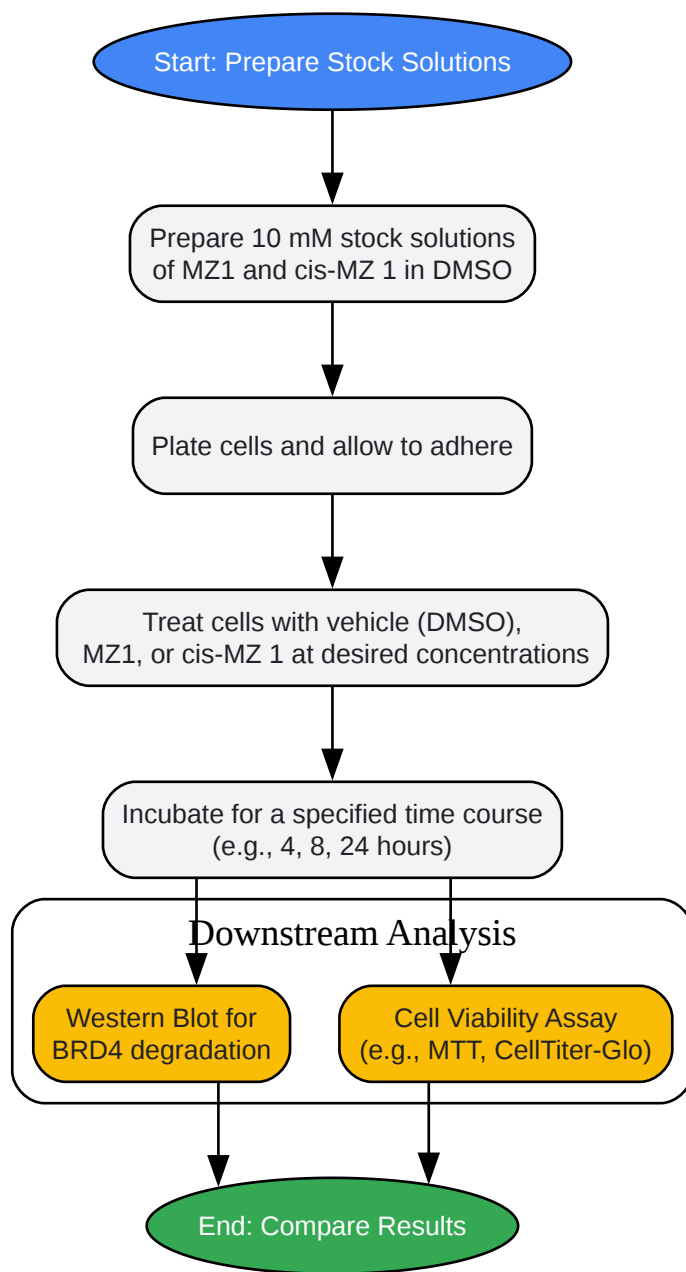 Start: Prepare Stock Solutions
Prepare 10 mM stock solutions
of MZ1 and cis-MZ 1 in DMSO
Plate cells and allow to adhere
Treat cells with vehicle (DMSO),
MZ1, or cis-MZ 1 at desired concentrations
Incubate for a specified time course
(e.g., 4, 8, 24 hours)
Downstream Analysis
Western Blot for
BRD4 degradation
Cell Viability Assay
(e.g., MTT, CellTiter-Glo)
End: Compare Results